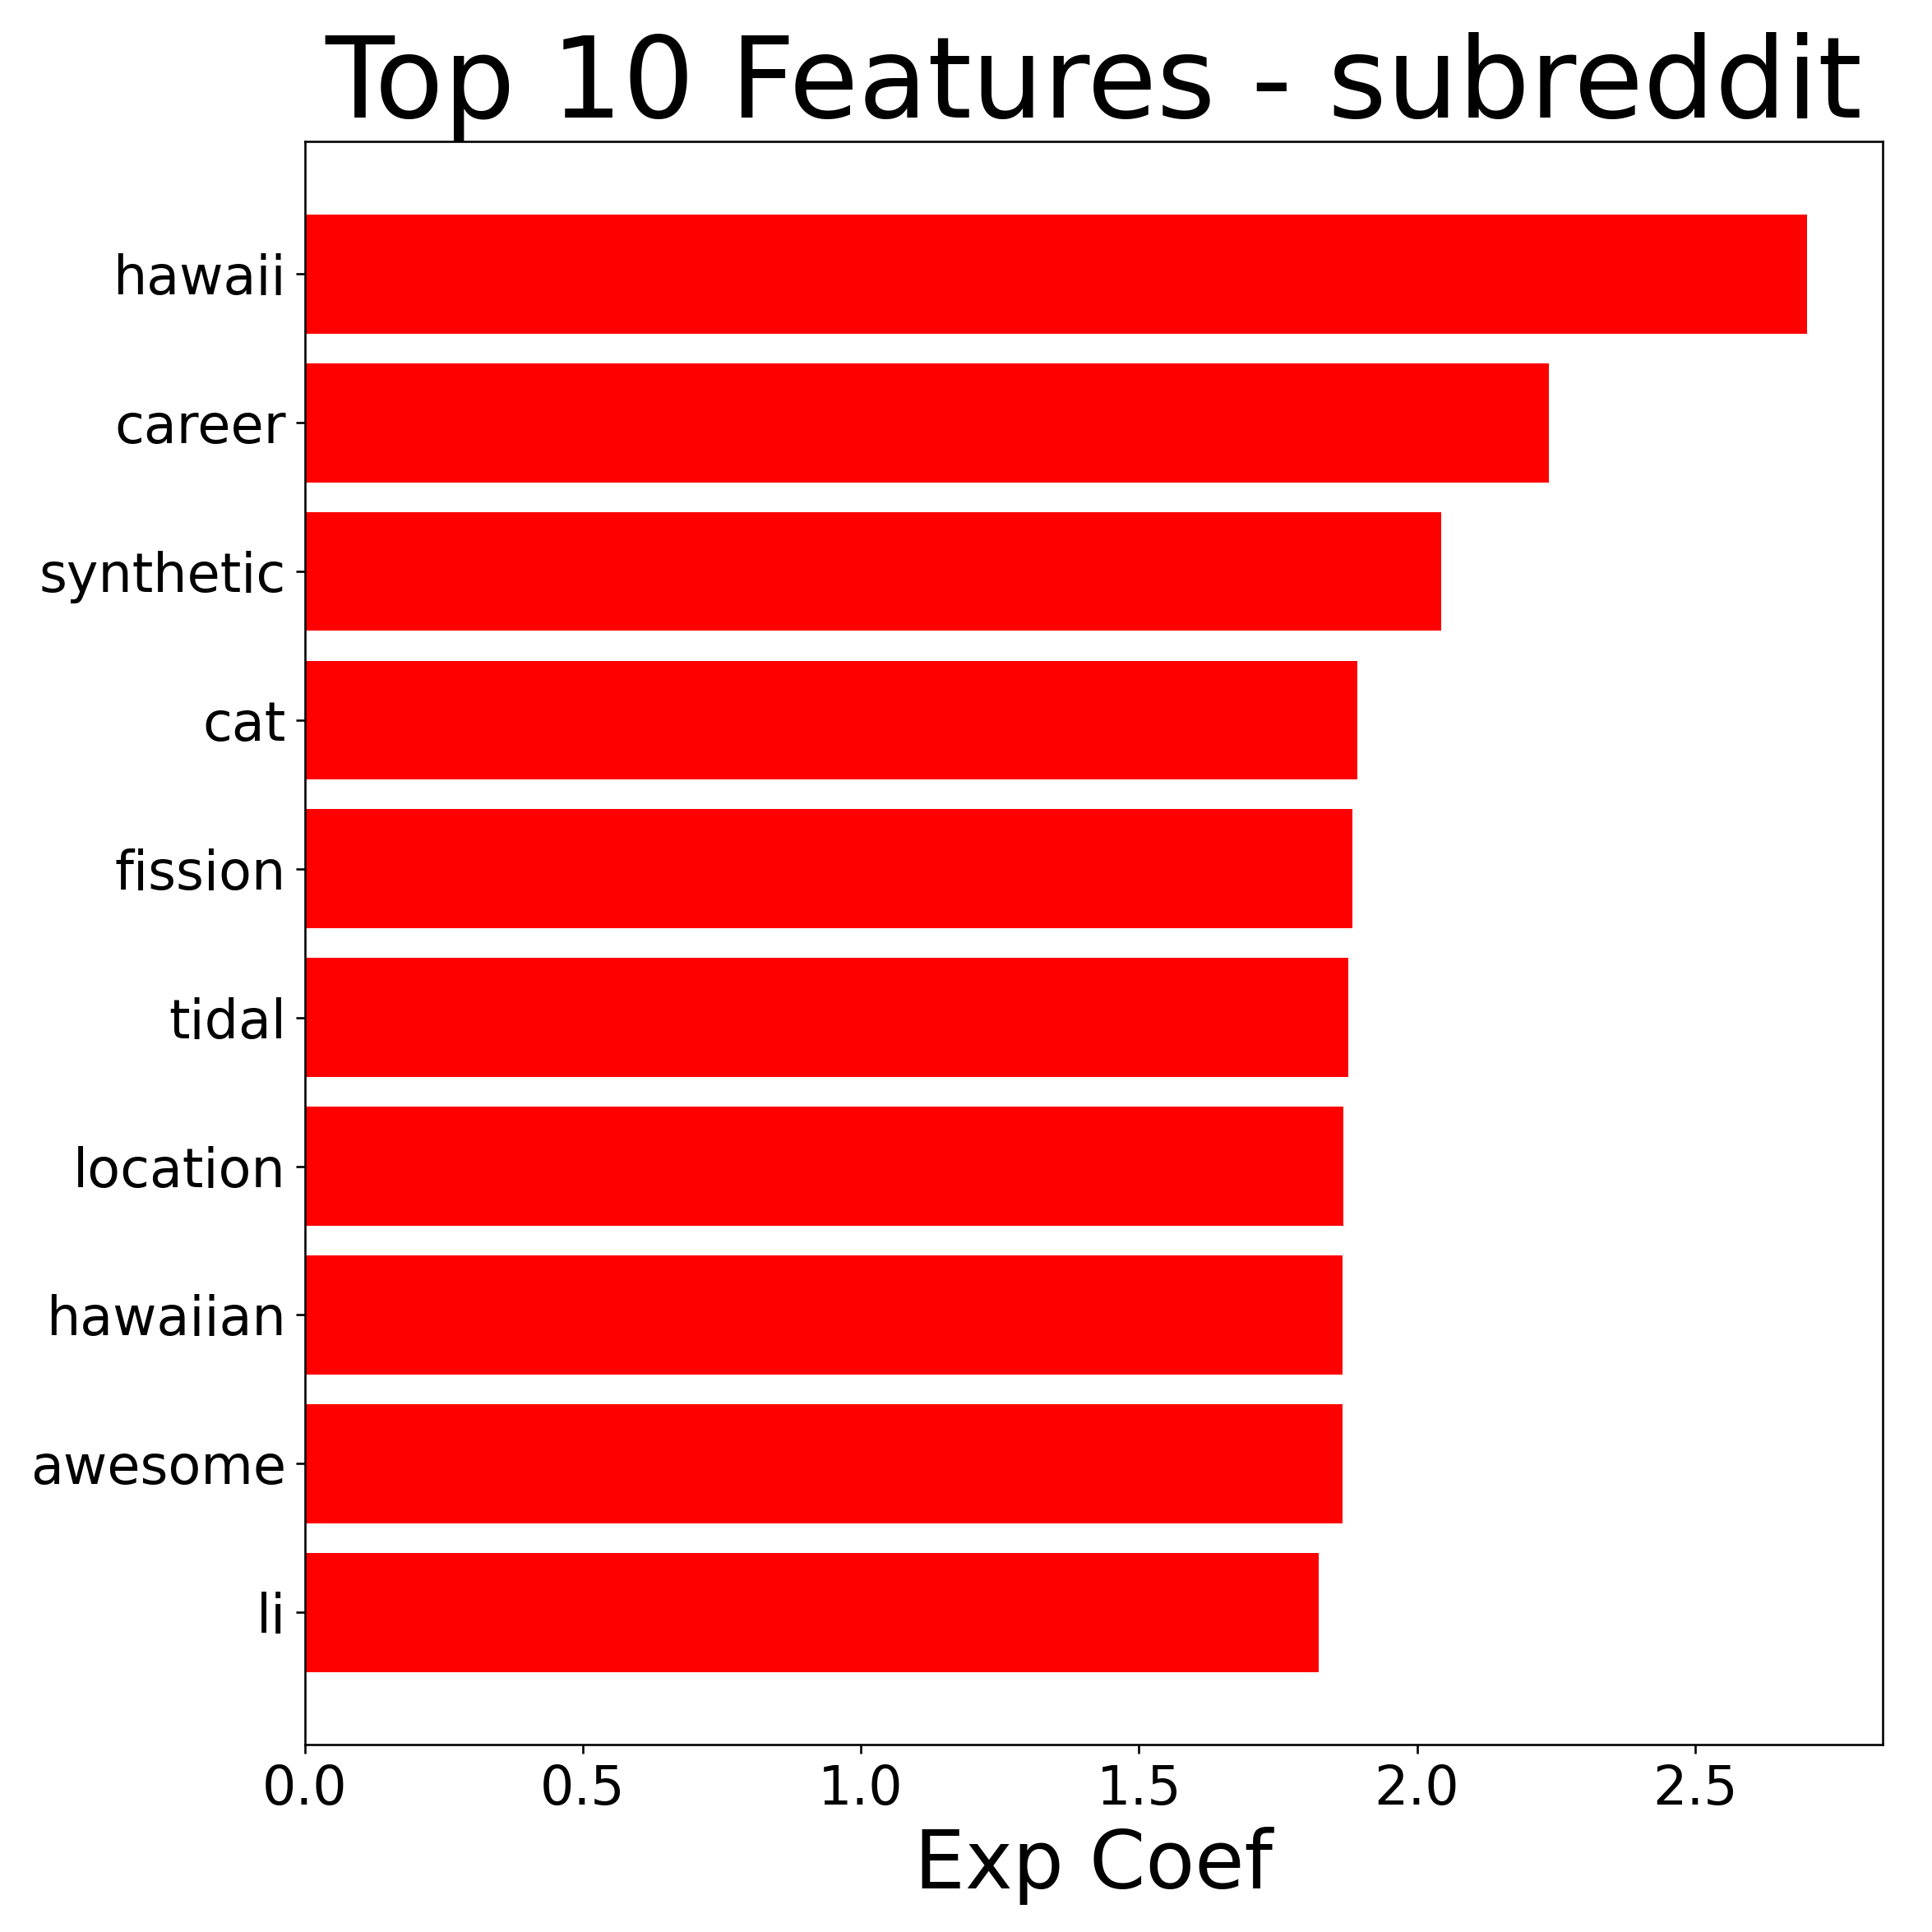 Top 10 Features - subreddit
hawaii
career
synthetic
cat
fission
tidal
location
hawaiian
awesome
li
0.0 0.5 1.0 1.5 2.0 2.5
Exp Coef